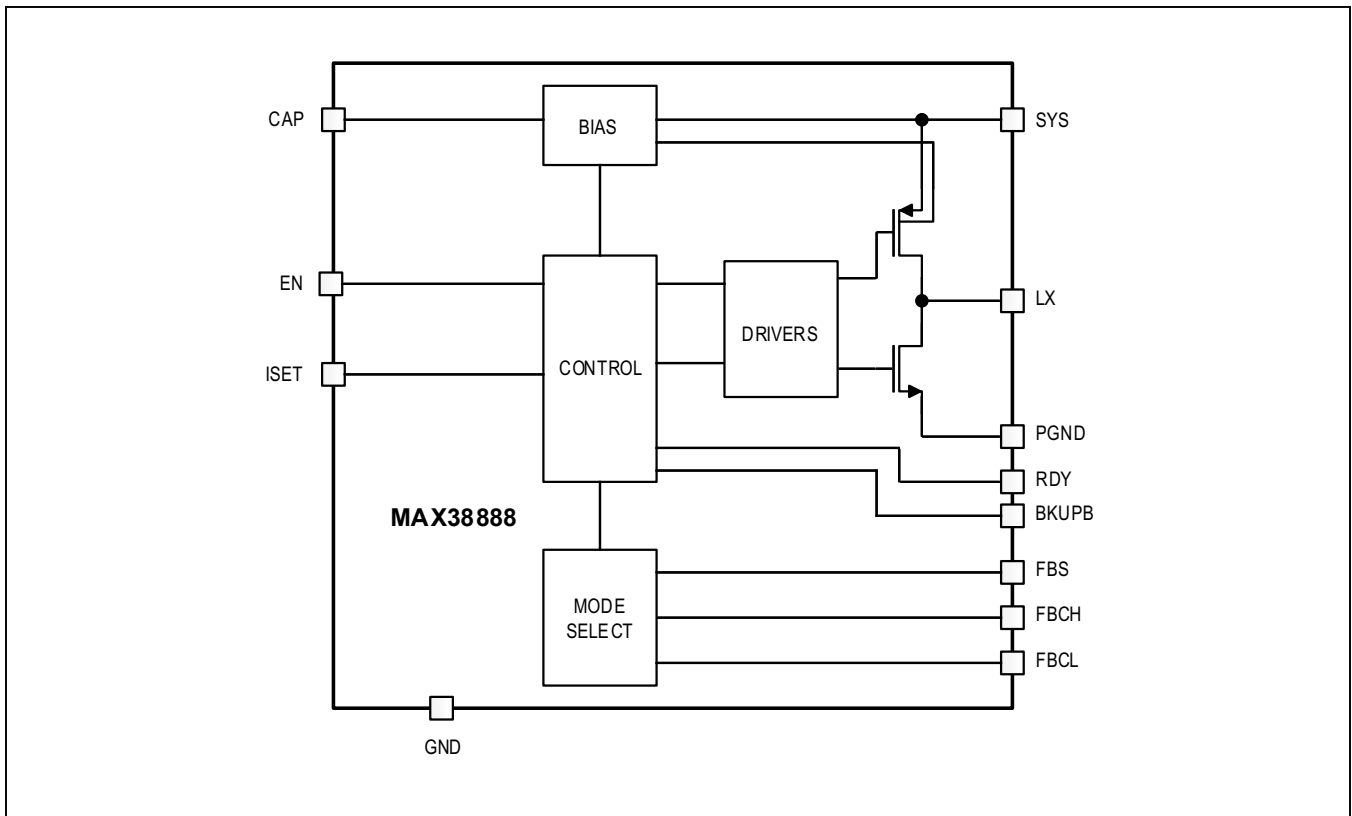 CAP
BIAS
SYS
EN
LX
DRIVERS
ISET
CONTROL
PGND
RDY
BKUPB
MAX38888
FBS
MODE
SELECT
FBCH
FBCL
GND